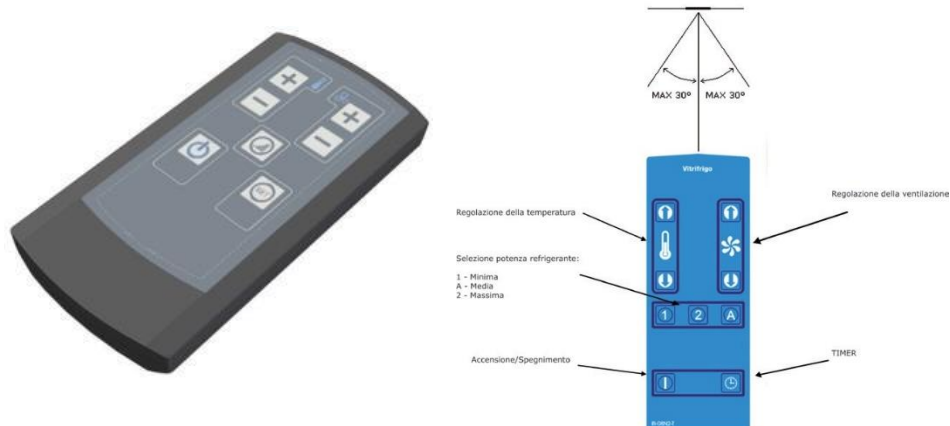 SET
MAX 30°
MAX 30°
Vitrifrigo
Regolazione della temperatura
Regolazione della ventilazione
Selezione potenza refrigerante:
1 - Minima
A - Media
2 - Massima
1 2 A
Accensione/Spegnimento
TIMER